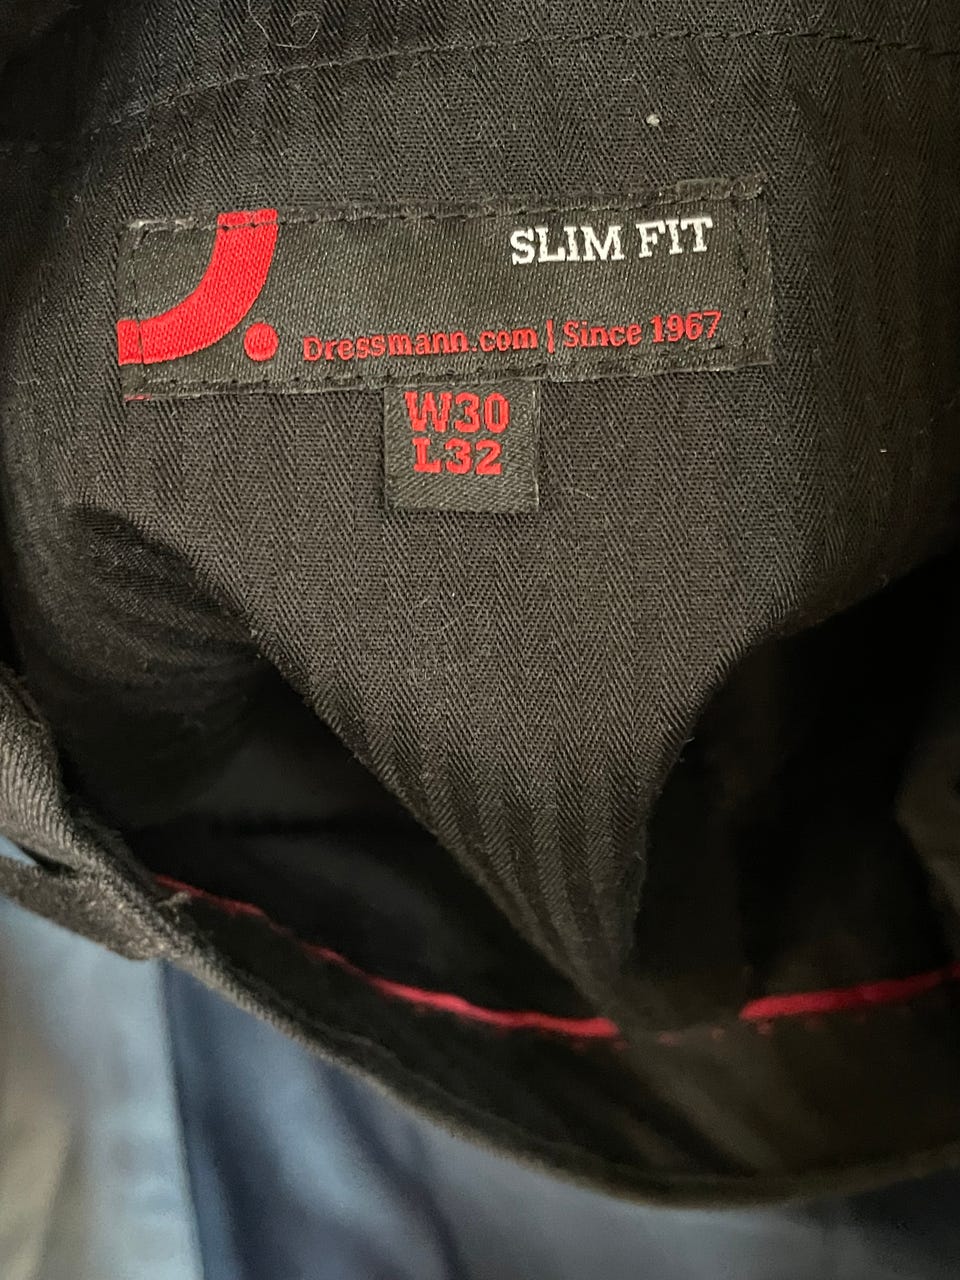 SLIM FIT
Dressmann.com | Since 1967
W30
L32